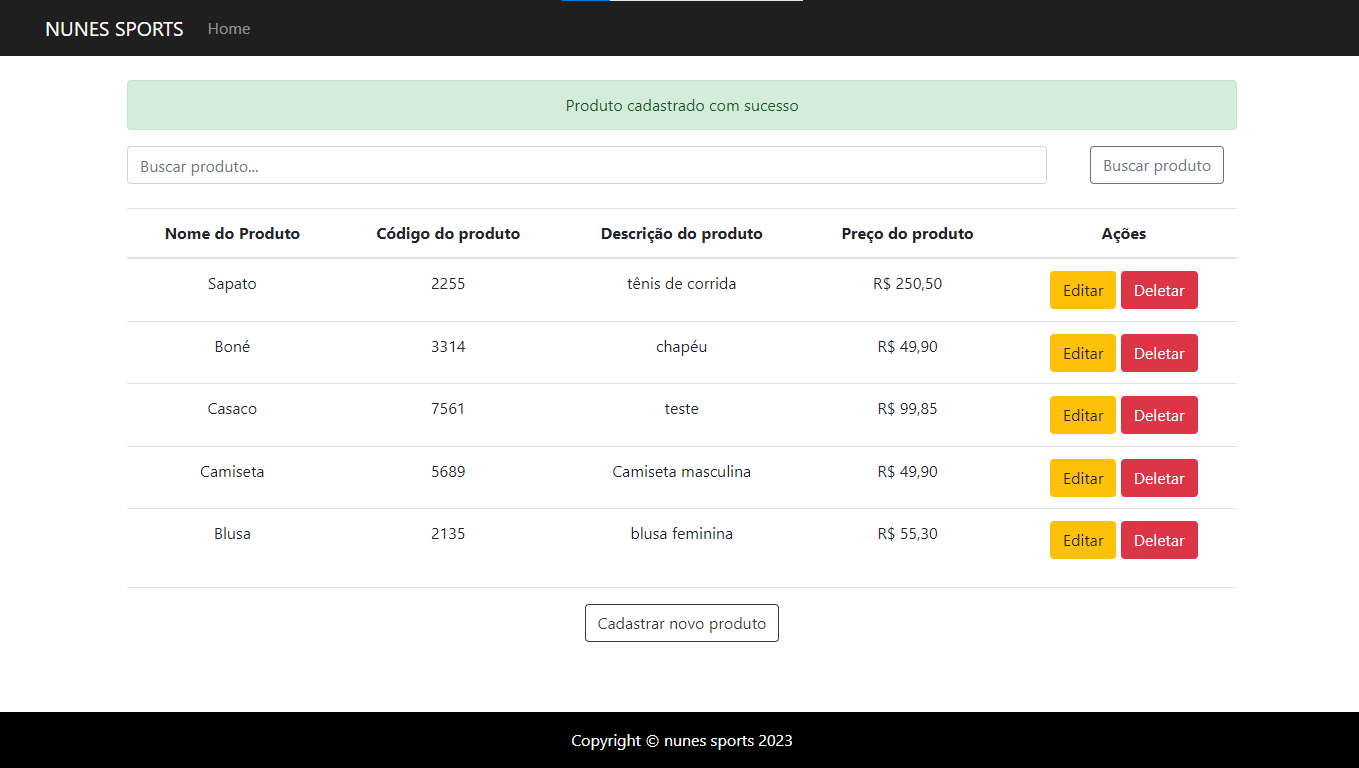 NUNES SPORTS Home
Produto cadastrado com sucesso
Buscar produto... Buscar produto
Nome do Produto Código do produto Descrição do produto Preço do produto Ações
Sapato 2255 tênis de corrida R$ 250,50 Editar Deletar
Boné 3314 chapéu R$ 49,90 Editar Deletar
Casaco 7561 teste R$ 99,85 Editar Deletar
Camiseta 5689 Camiseta masculina R$ 49,90 Editar Deletar
Blusa 2135 blusa feminina R$ 55,30 Editar Deletar
Cadastrar novo produto
Copyright © nunes sports 2023